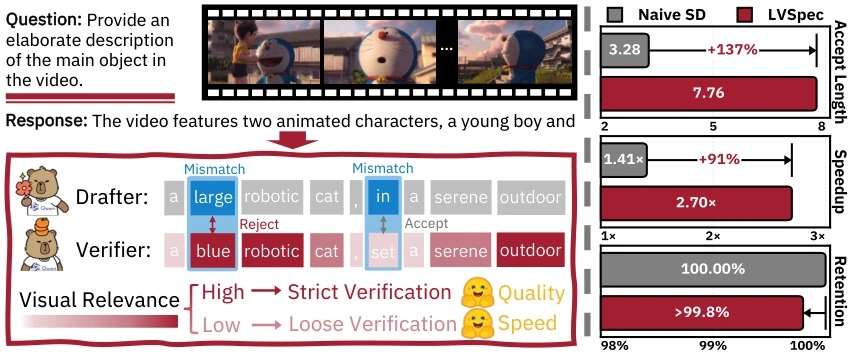 Question: Provide an
elaborate description
of the main object in
the video.
...
Response: The video features two animated characters, a young boy and
Mismatch Mismatch
Drafter: a large robotic cat , in a serene outdoor
Reject Accept
Verifier: a blue robotic cat , set a serene outdoor
Visual Relevance
High → Strict Verification Quality
Low → Loose Verification Speed
Naive SD LVSpec
3.28 +137%
7.76
2 5 8
Accept Length
1.41× +91%
2.70×
1× 2× 3×
Speedup
100.00%
>99.8%
98% 99% 100%
Retention